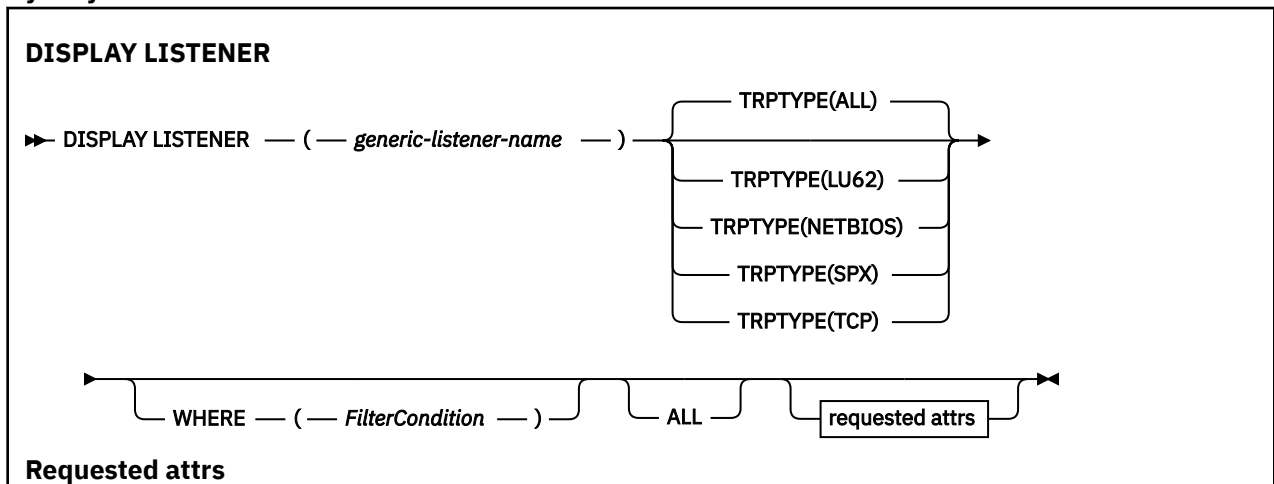 DISPLAY LISTENER
TRPTYPE(ALL)
DISPLAY LISTENER ( generic-listener-name )
TRPTYPE(LU62)
TRPTYPE(NETBIOS)
TRPTYPE(SPX)
TRPTYPE(TCP)
WHERE ( FilterCondition ) ALL requested attrs
Requested attrs